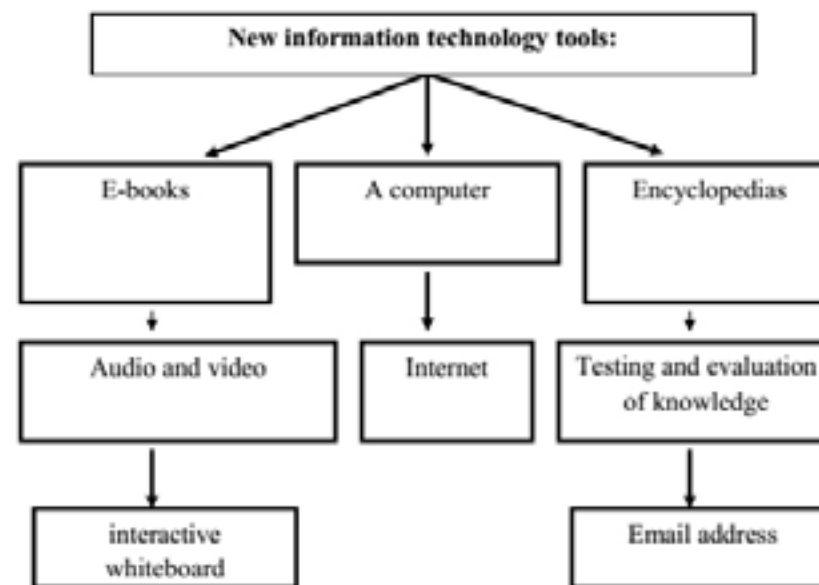 New information technology tools:
E-books
A computer
Encyclopedias
Audio and video
Internet
Testing and evaluation
of knowledge
interactive
whiteboard
Email address